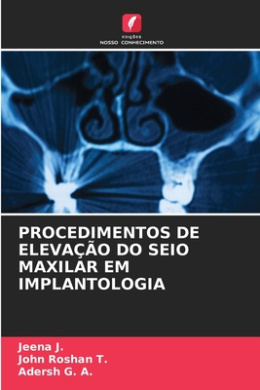 edições
NOSSO CONHECIMENTO
PROCEDIMENTOS DE
ELEVAÇÃO DO SEIO
MAXILAR EM
IMPLANTOLOGIA
Jeena J.
John Roshan T.
Adersh G. A.